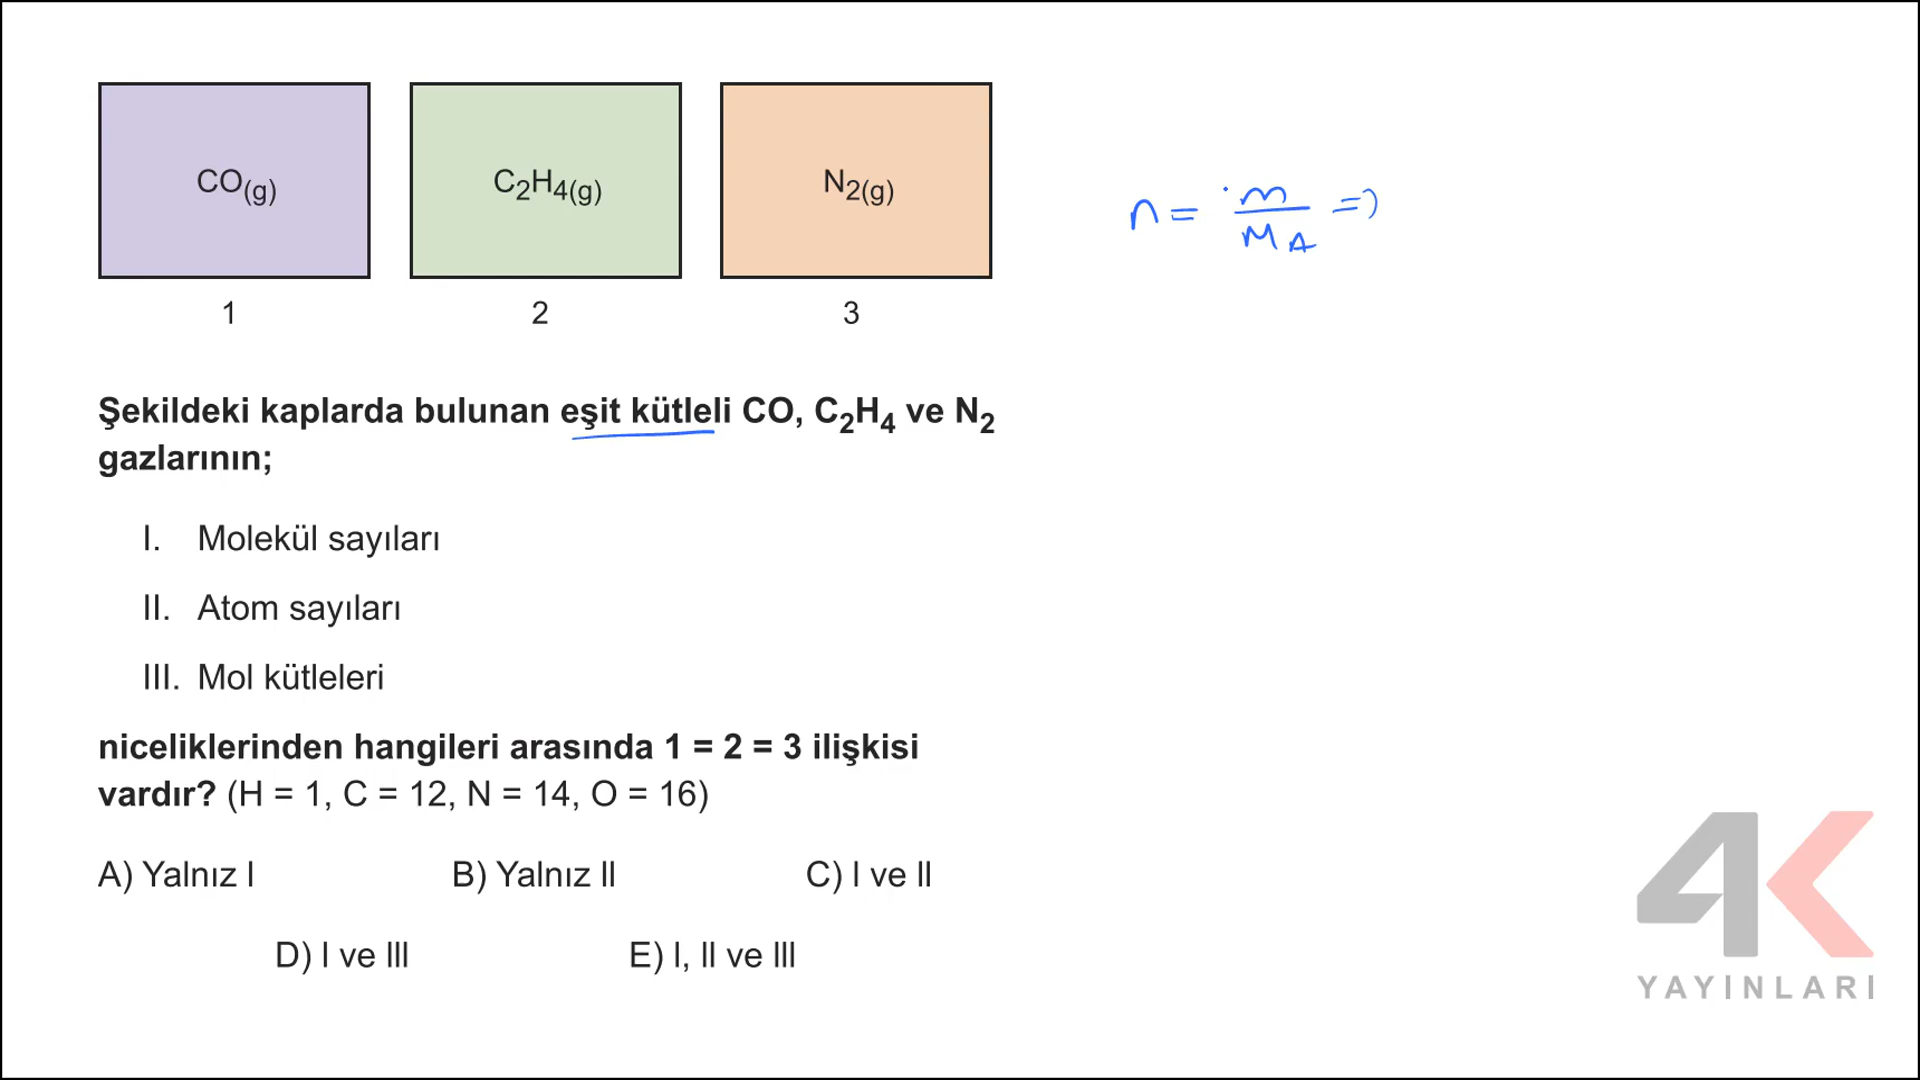 CO(g)
C₂H₄(g)
N₂(g)
1
2
3
n = m/MA =>
Şekildeki kaplarda bulunan eşit kütleli CO, C₂H₄ ve N₂
gazlarının;
I. Molekül sayıları
II. Atom sayıları
III. Mol kütleleri
niceliklerinden hangileri arasında 1 = 2 = 3 ilişkisi
vardır? (H = 1, C = 12, N = 14, O = 16)
A) Yalnız I
B) Yalnız II
C) I ve II
D) I ve III
E) I, II ve III
4K
YAYINLARI